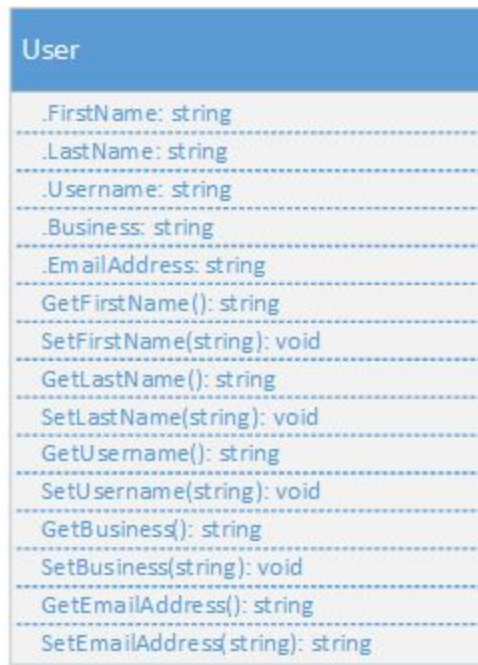 User
.FirstName: string
.LastName: string
.Username: string
.Business: string
.EmailAddress: string
GetFirstName(): string
SetFirstName(string): void
GetLastName(): string
SetLastName(string): void
GetUsername(): string
SetUsername(string): void
GetBusiness(): string
SetBusiness(string): void
GetEmailAddress(): string
SetEmailAddress(string): string